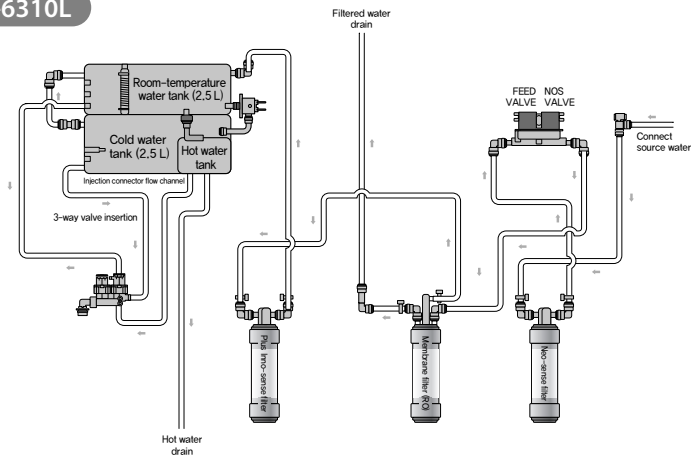 6310L
Filtered water
drain
Room-temperature
water tank (2,5 L)
FEED NOS
VALVE VALVE
Connect
source water
Cold water
tank (2,5 L)
Hot water
tank
Injection connector flow channel
3-way valve insertion
Plus Inno-sense filter
Membrane filter (RO)
Neo-sense filter
Hot water
drain